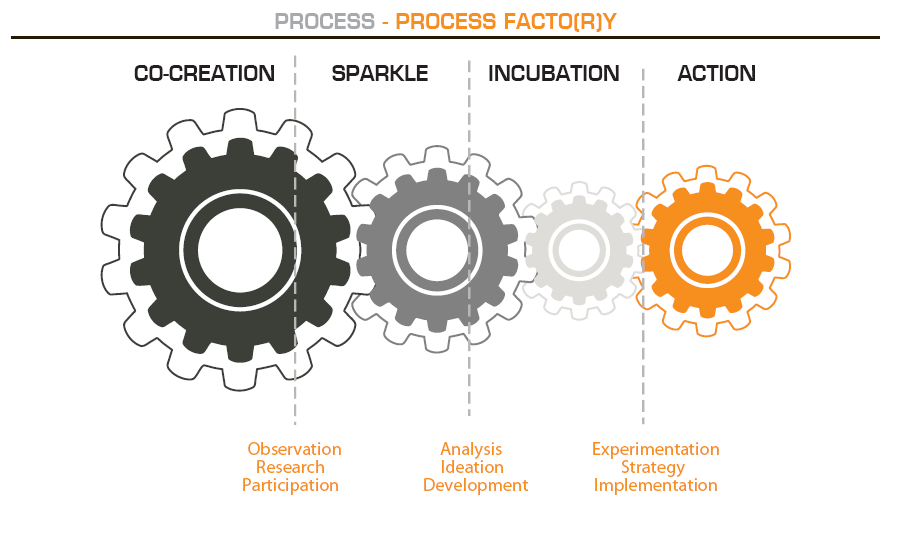 PROCESS - PROCESS FACTO(R)Y
CO-CREATION
SPARKLE
INCUBATION
ACTION
Observation
Research
Participation
Analysis
Ideation
Development
Experimentation
Strategy
Implementation